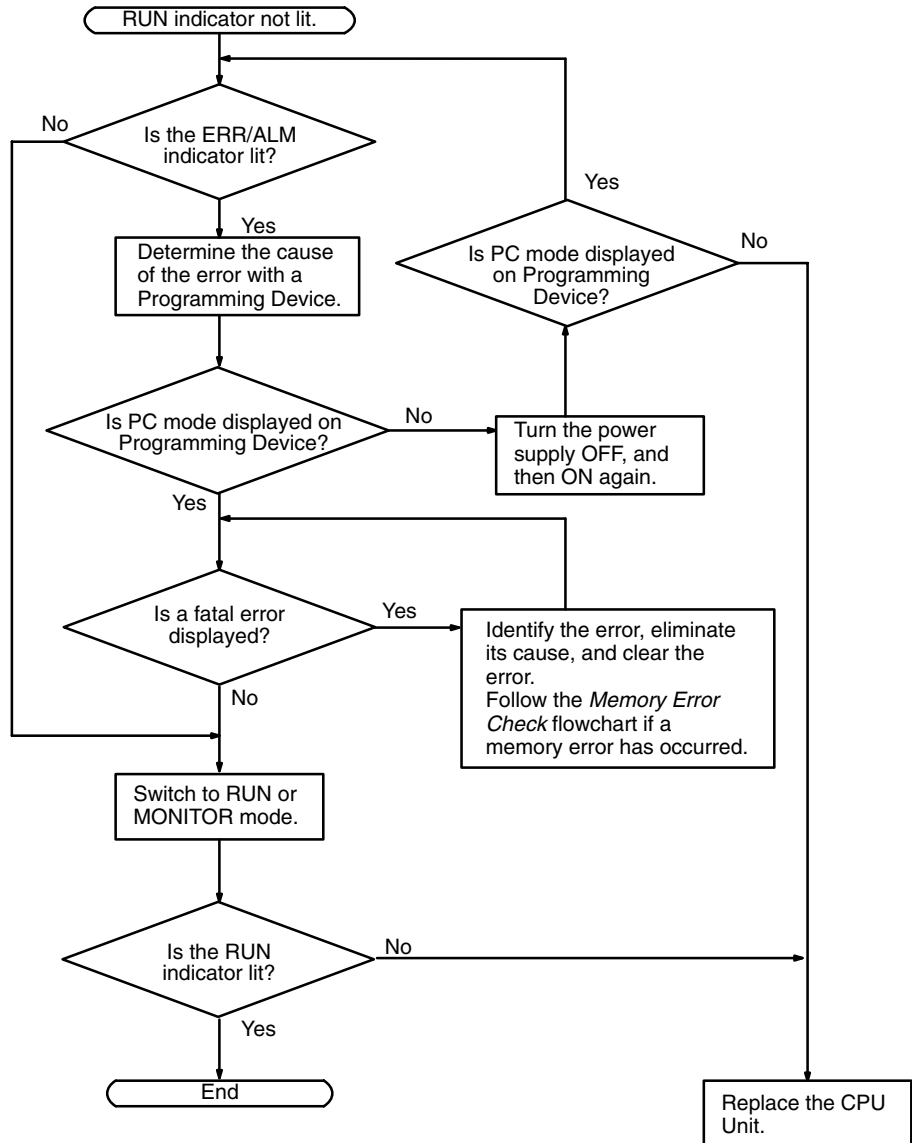 RUN indicator not lit.
No
Is the ERR/ALM
indicator lit?
Yes
Determine the cause
of the error with a
Programming Device.
Yes
Is PC mode displayed
on Programming
Device?
No
Is PC mode displayed on
Programming Device?
No
Turn the power
supply OFF, and
then ON again.
Yes
Is a fatal error
displayed?
Yes
Identify the error, eliminate
its cause, and clear the
error.
Follow the Memory Error
Check flowchart if a
memory error has occurred.
No
Switch to RUN or
MONITOR mode.
Is the RUN
indicator lit?
No
Yes
End
Replace the CPU
Unit.